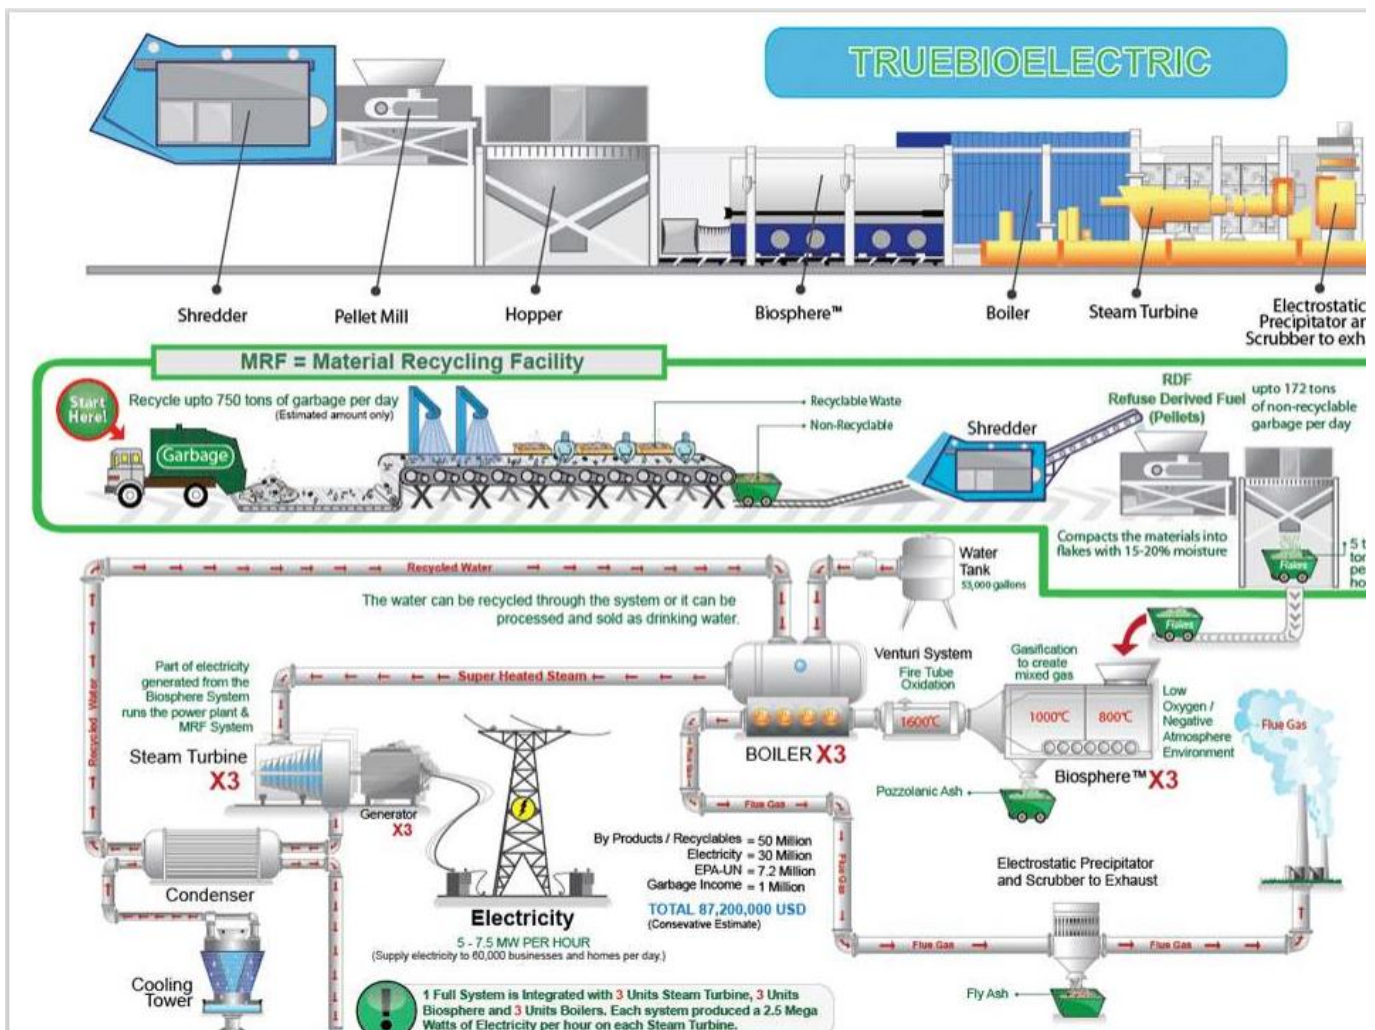 TRUEBIOELECTRIC
Shredder
Pellet Mill
Hopper
Biosphere™
Boiler
Steam Turbine
Electrostatic
Precipitator ar
Scrubber to exh
MRF = Material Recycling Facility
Start
Here!
Recycle upto 750 tons of garbage per day
(Estimated amount only)
Garbage
Recyclable Waste
Non-Recyclable
Shredder
RDF
Refuse Derived Fuel
(Pellets)
upto 172 tons
of non-recyclable
garbage per day
Compacts the materials into
flakes with 15-20% moisture
Flakes
5 t
to
pe
ho
Flakes
Recycled Water
Water
Tank
53,000 gallons
The water can be recycled through the system or it can be
processed and sold as drinking water.
Recycled Water
Super Heated Steam
Part of electricity
generated from the
Biosphere System
runs the power plant &
MRF System
Steam Turbine
X3
Generator
X3
Venturi System
Fire Tube
Oxidation
1600℃
Gasification
to create
mixed gas
1000℃
800℃
Low
Oxygen /
Negative
Atmosphere
Environment
BOILER X3
Biosphere™ X3
Pozzolanic Ash
Flue Gas
Flue Gas
Flue Gas
Flue Gas
Condenser
By Products / Recyclables = 50 Million
Electricity = 30 Million
EPA-UN = 7.2 Million
Garbage Income = 1 Million
TOTAL 87,200,000 USD
(Consevative Estimate)
Electrostatic Precipitator
and Scrubber to Exhaust
Electricity
5 - 7.5 MW PER HOUR
(Supply electricity to 60,000 businesses and homes per day.)
Flue Gas
Flue Gas
Cooling
Tower
Fly Ash
1 Full System is Integrated with 3 Units Steam Turbine, 3 Units
Biosphere and 3 Units Boilers. Each system produced a 2.5 Mega
Watts of Electricity per hour on each Steam Turbine.